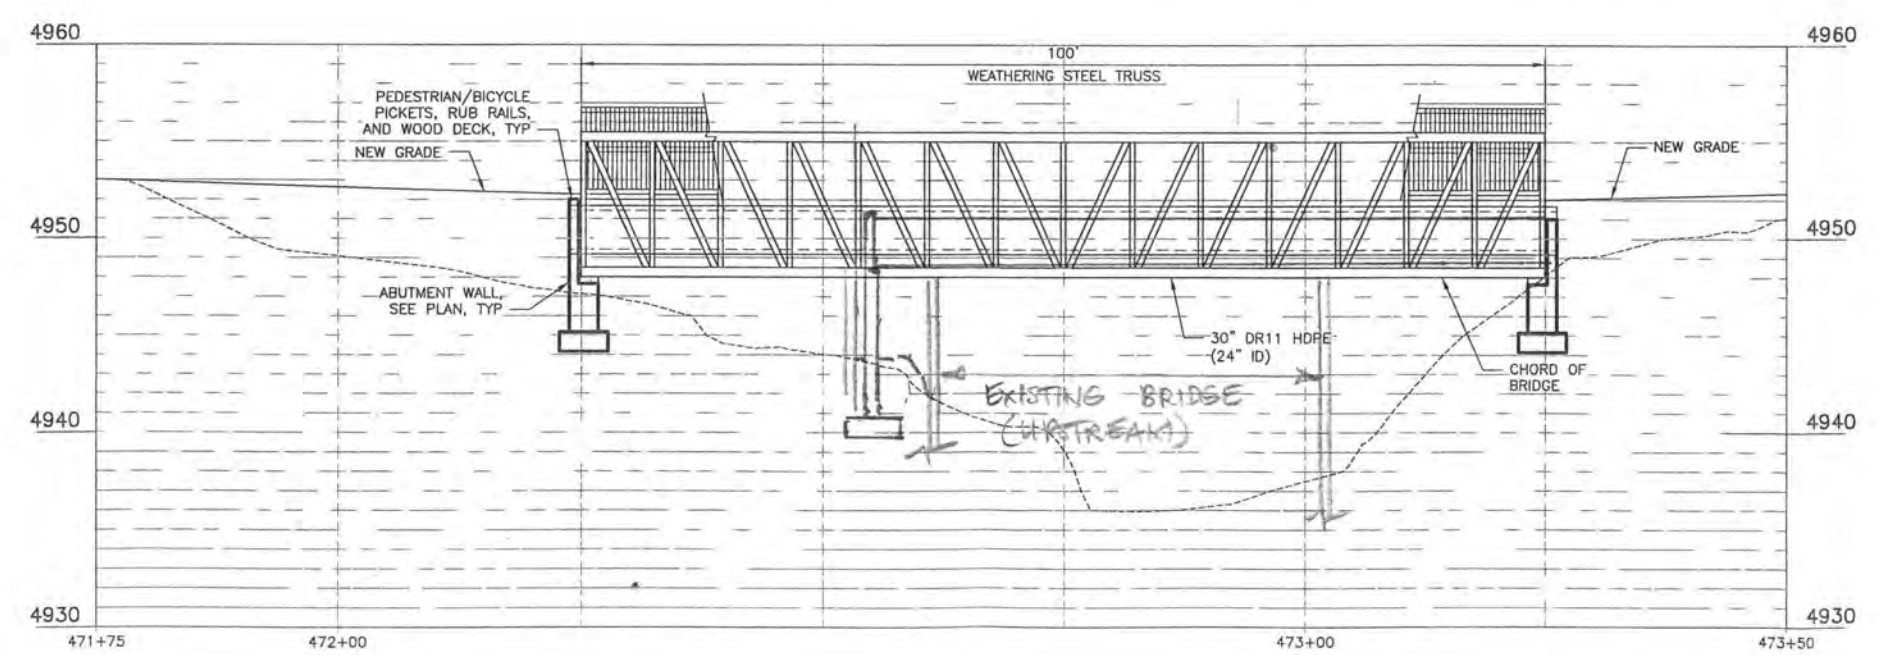 4960
4960
100'
WEATHERING STEEL TRUSS
PEDESTRIAN/BICYCLE
PICKETS, RUB RAILS,
AND WOOD DECK, TYP
NEW GRADE
NEW GRADE
4950
4950
ABUTMENT WALL,
SEE PLAN, TYP
30" DR11 HDPE
(24" ID)
CHORD OF
BRIDGE
EXISTING BRIDGE
(UPSTREAM)
4940
4940
4930
4930
471+75
472+00
473+00
473+50